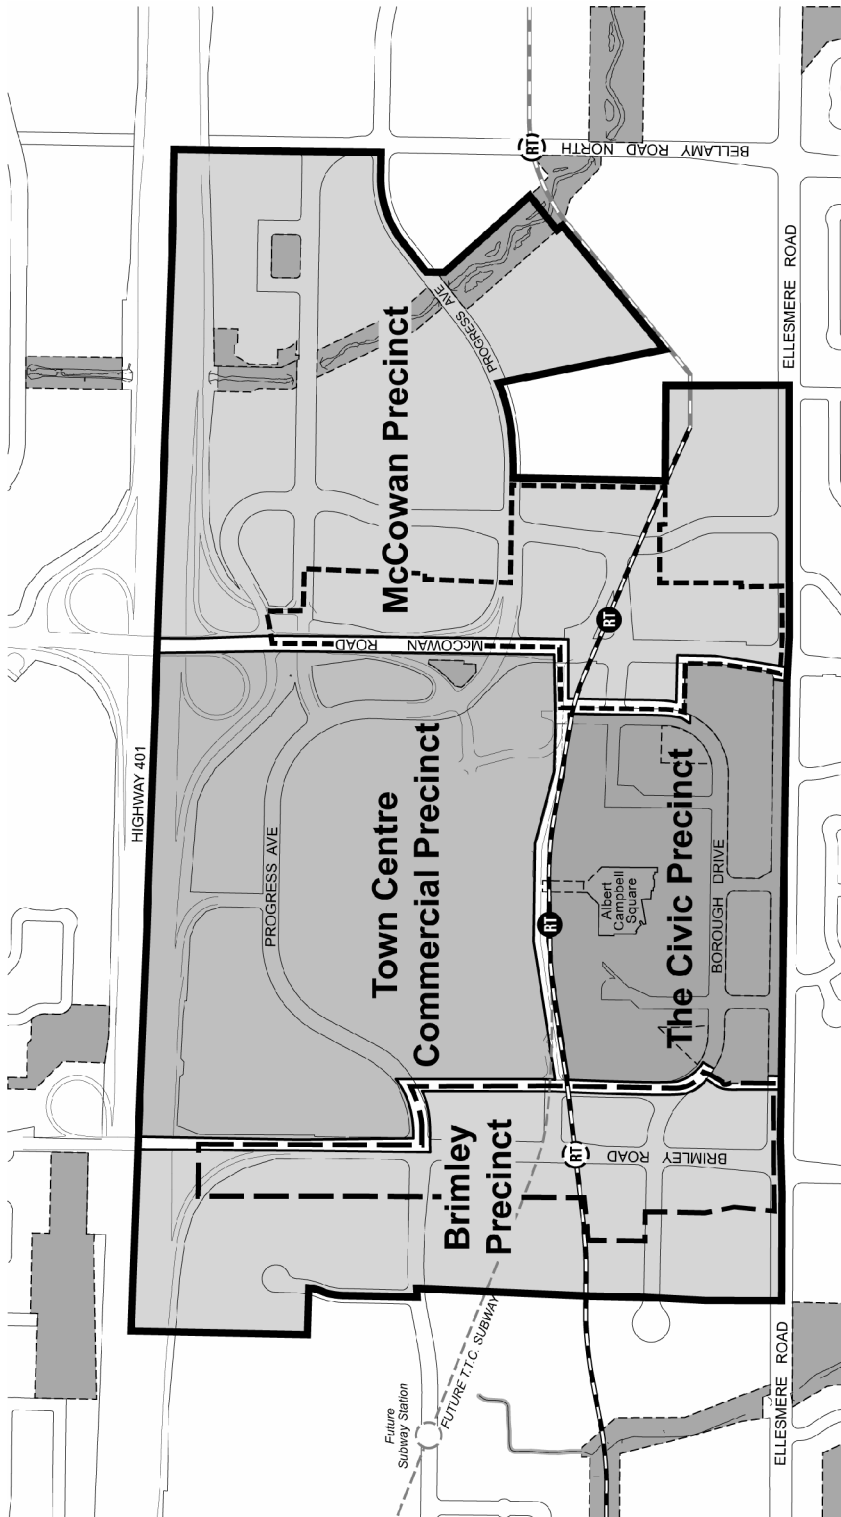 HIGHWAY 401
PROGRESS AVE
Town Centre
Commercial Precinct
McCowan Precinct
PROGRESS AVE
McCOWAN ROAD
BELLAMY ROAD NORTH
RT
ELLESMERE ROAD
RT
RT
Albert
Campbell
Square
The Civic Precinct
BOROUGH DRIVE
Brimley
Precinct
RT
BRIMLEY ROAD
Future
Subway Station
FUTURE T.T.C. SUBWAY
ELLESMERE ROAD